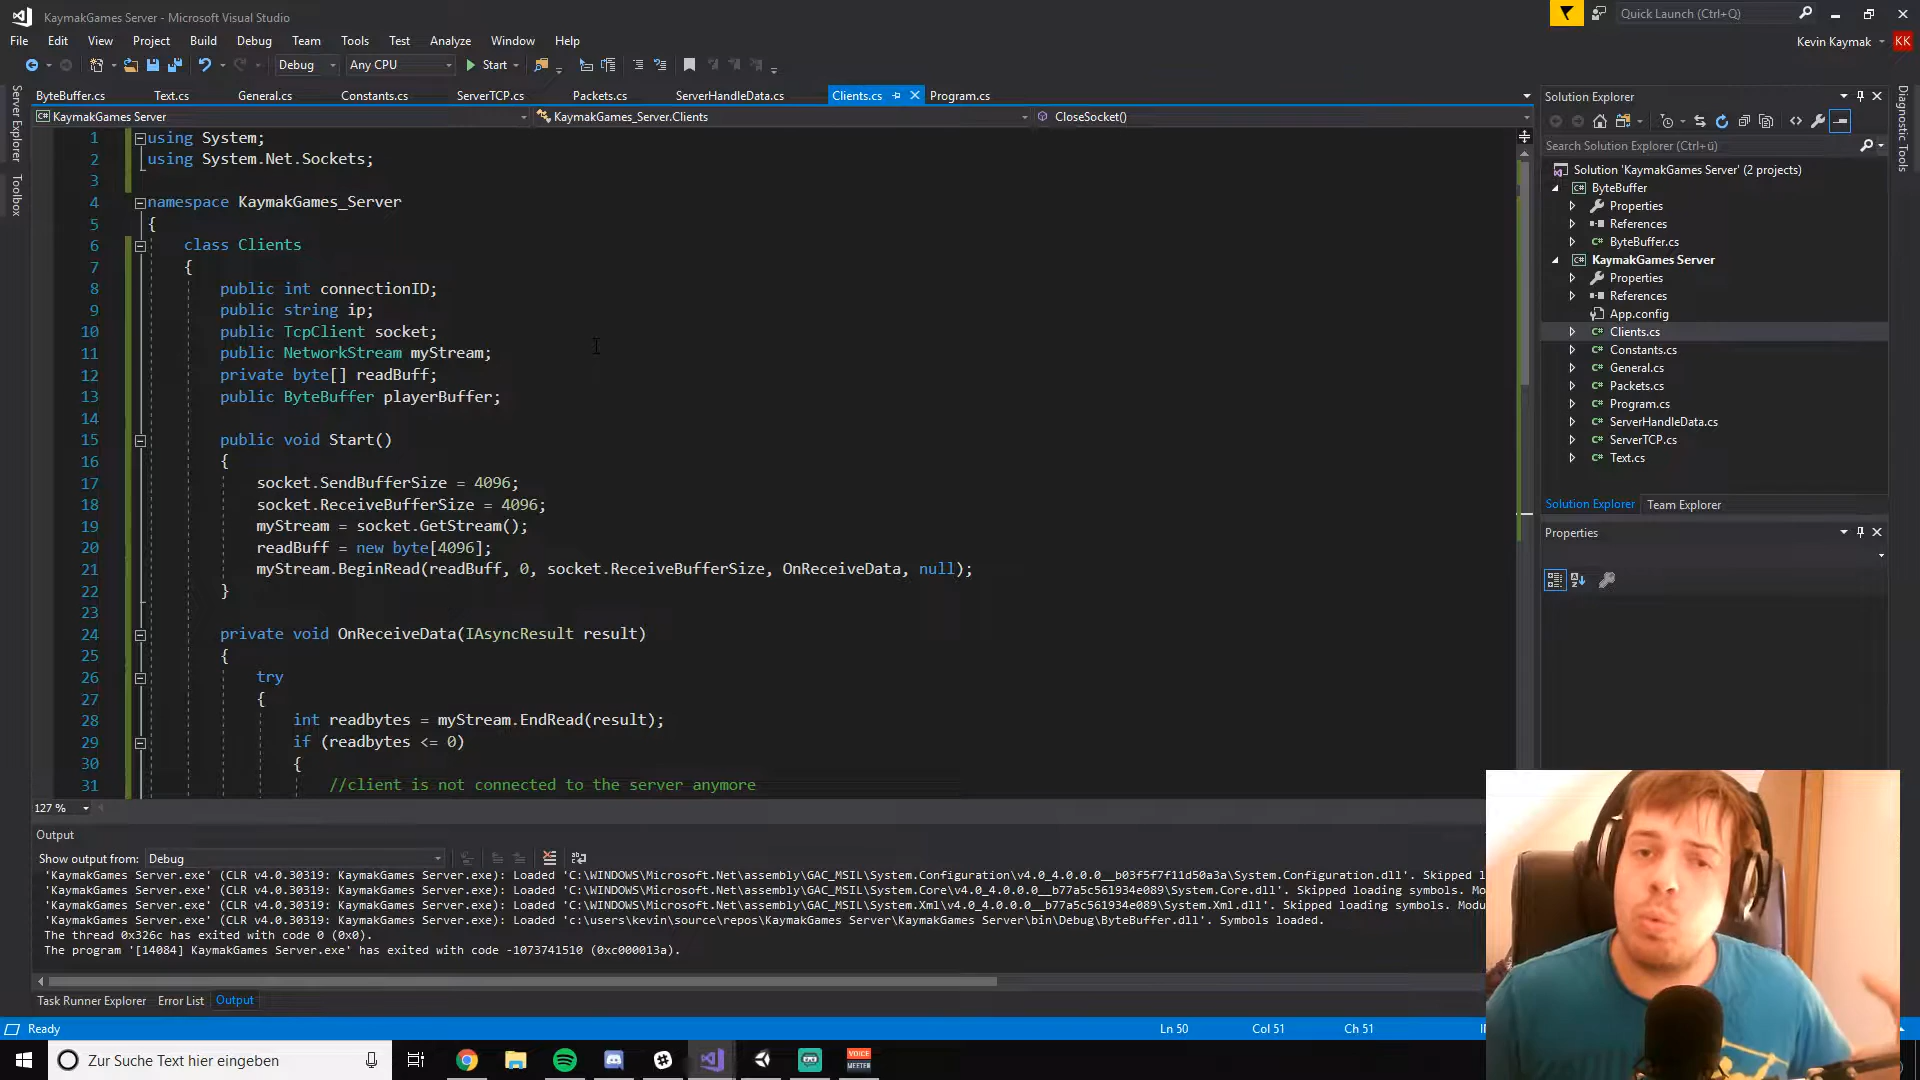 KaymakGames Server - Microsoft Visual Studio
Quick Launch (Ctrl+Q)
File Edit View Project Build Debug Team Tools Test Analyze Window Help
Kevin Kaymak KK
Debug Any CPU Start
Server Explorer
Toolbox
ByteBuffer.cs Text.cs General.cs Constants.cs ServerTCP.cs Packets.cs ServerHandleData.cs Clients.cs Program.cs
KaymakGames Server KaymakGames_Server.Clients CloseSocket()
1 using System;
2 using System.Net.Sockets;
3
4 namespace KaymakGames_Server
5 {
6 class Clients
7 {
8 public int connectionID;
9 public string ip;
10 public TcpClient socket;
11 public NetworkStream myStream;
12 private byte[] readBuff;
13 public ByteBuffer playerBuffer;
14
15 public void Start()
16 {
17 socket.SendBufferSize = 4096;
18 socket.ReceiveBufferSize = 4096;
19 myStream = socket.GetStream();
20 readBuff = new byte[4096];
21 myStream.BeginRead(readBuff, 0, socket.ReceiveBufferSize, OnReceiveData, null);
22 }
23
24 private void OnReceiveData(IAsyncResult result)
25 {
26 try
27 {
28 int readbytes = myStream.EndRead(result);
29 if (readbytes <= 0)
30 {
31 //client is not connected to the server anymore
127 %
Solution Explorer
Search Solution Explorer (Ctrl+ü)
Solution 'KaymakGames Server' (2 projects)
ByteBuffer
Properties
References
ByteBuffer.cs
KaymakGames Server
Properties
References
App.config
Clients.cs
Constants.cs
General.cs
Packets.cs
Program.cs
ServerHandleData.cs
ServerTCP.cs
Text.cs
Solution Explorer Team Explorer
Properties
Diagnostic Tools
Output
Show output from: Debug
'KaymakGames Server.exe' (CLR v4.0.30319: KaymakGames Server.exe): Loaded 'C:\WINDOWS\Microsoft.Net\assembly\GAC_MSIL\System.Configuration\v4.0_4.0.0.0__b03f5f7f11d50a3a\System.Configuration.dll'. Skipped l
'KaymakGames Server.exe' (CLR v4.0.30319: KaymakGames Server.exe): Loaded 'C:\WINDOWS\Microsoft.Net\assembly\GAC_MSIL\System.Core\v4.0_4.0.0.0__b77a5c561934e089\System.Core.dll'. Skipped loading symbols. Mo
'KaymakGames Server.exe' (CLR v4.0.30319: KaymakGames Server.exe): Loaded 'C:\WINDOWS\Microsoft.Net\assembly\GAC_MSIL\System.Xml\v4.0_4.0.0.0__b77a5c561934e089\System.Xml.dll'. Skipped loading symbols. Modu
'KaymakGames Server.exe' (CLR v4.0.30319: KaymakGames Server.exe): Loaded 'c:\users\kevin\source\repos\KaymakGames Server\KaymakGames Server\bin\Debug\ByteBuffer.dll'. Symbols loaded.
The thread 0x326c has exited with code 0 (0x0).
The program '[14084] KaymakGames Server.exe' has exited with code -1073741510 (0xc000013a).
Task Runner Explorer Error List Output
Ready Ln 50 Col 51 Ch 51
Zur Suche Text hier eingeben
VOICE
MEETER